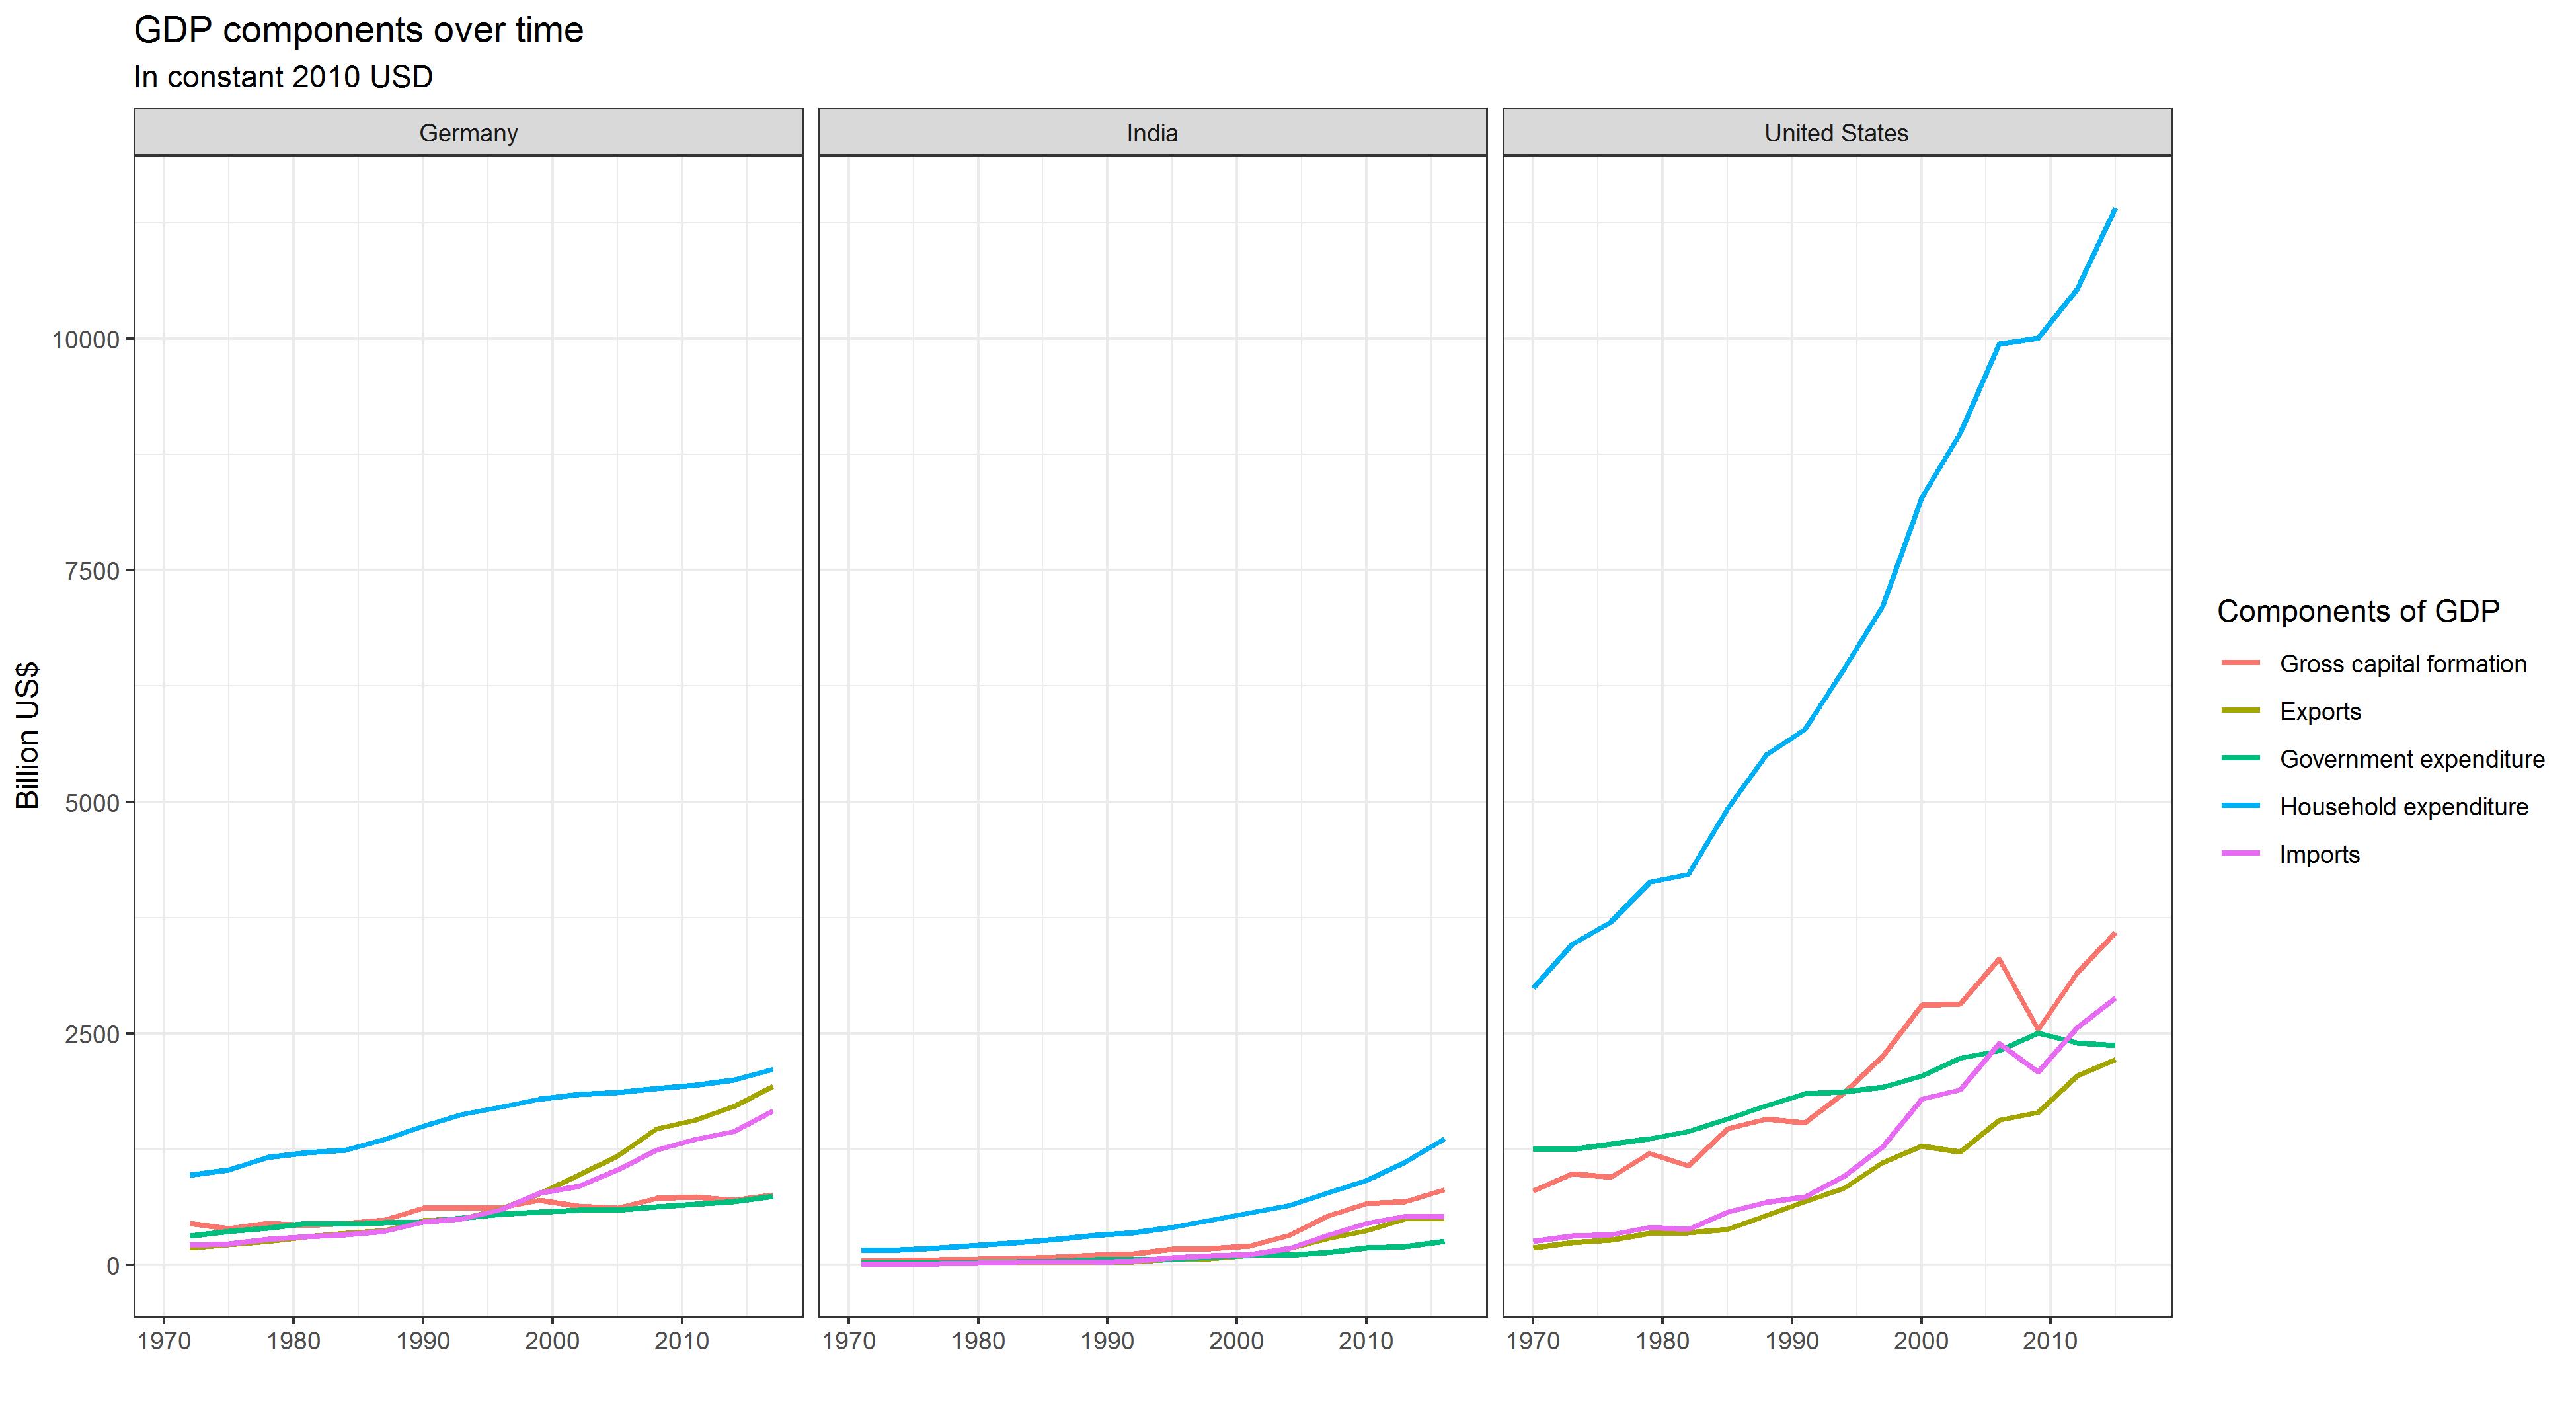 GDP components over time
In constant 2010 USD
Germany
India
United States
Billion US$
10000
7500
5000
2500
0
1970 1980 1990 2000 2010
1970 1980 1990 2000 2010
1970 1980 1990 2000 2010
Components of GDP
Gross capital formation
Exports
Government expenditure
Household expenditure
Imports